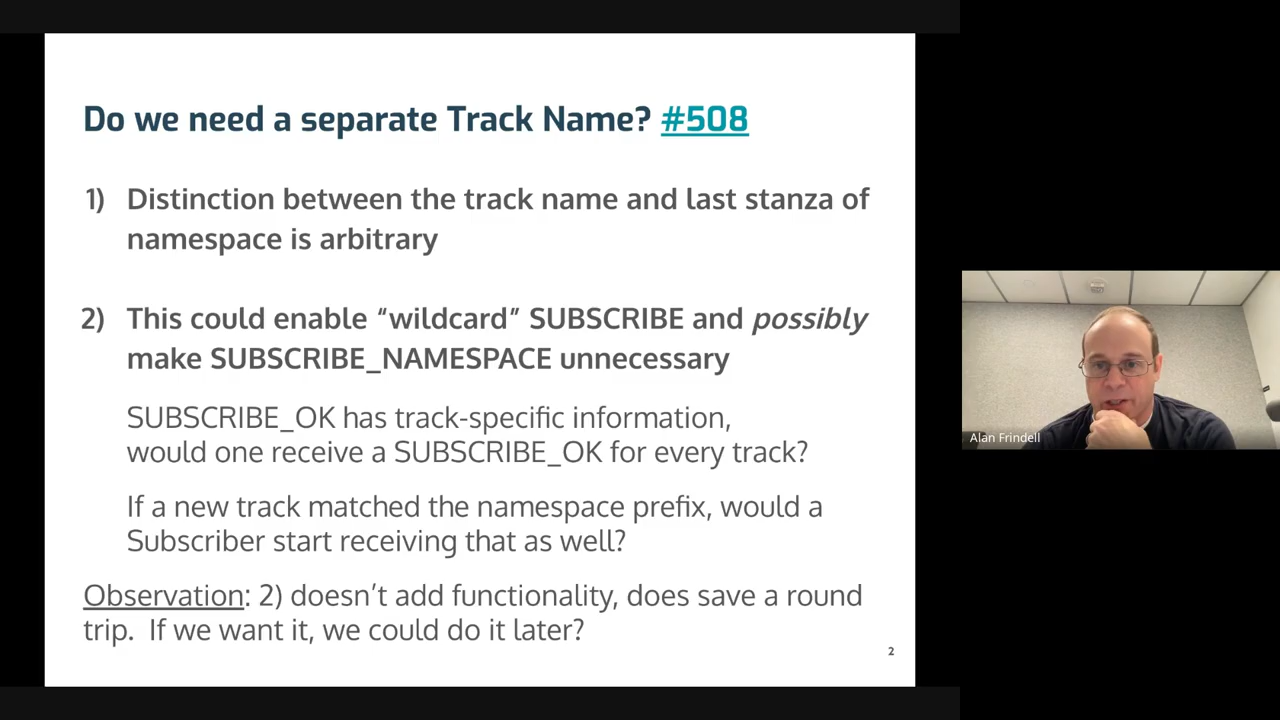 Do we need a separate Track Name? #508
1) Distinction between the track name and last stanza of
namespace is arbitrary
2) This could enable “wildcard” SUBSCRIBE and possibly
make SUBSCRIBE_NAMESPACE unnecessary
SUBSCRIBE_OK has track-specific information,
would one receive a SUBSCRIBE_OK for every track?
If a new track matched the namespace prefix, would a
Subscriber start receiving that as well?
Observation: 2) doesn’t add functionality, does save a round
trip. If we want it, we could do it later?
2
Alan Frindell